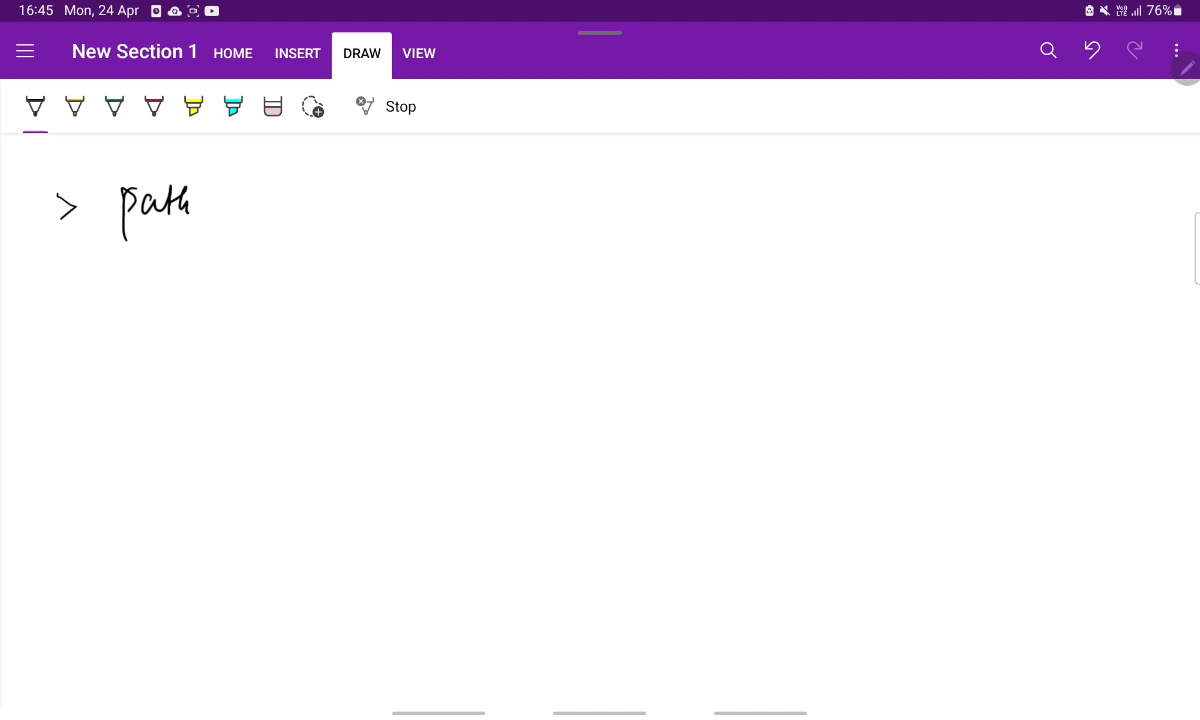 16:45 Mon, 24 Apr 76%
New Section 1 HOME INSERT DRAW VIEW
Stop
> path